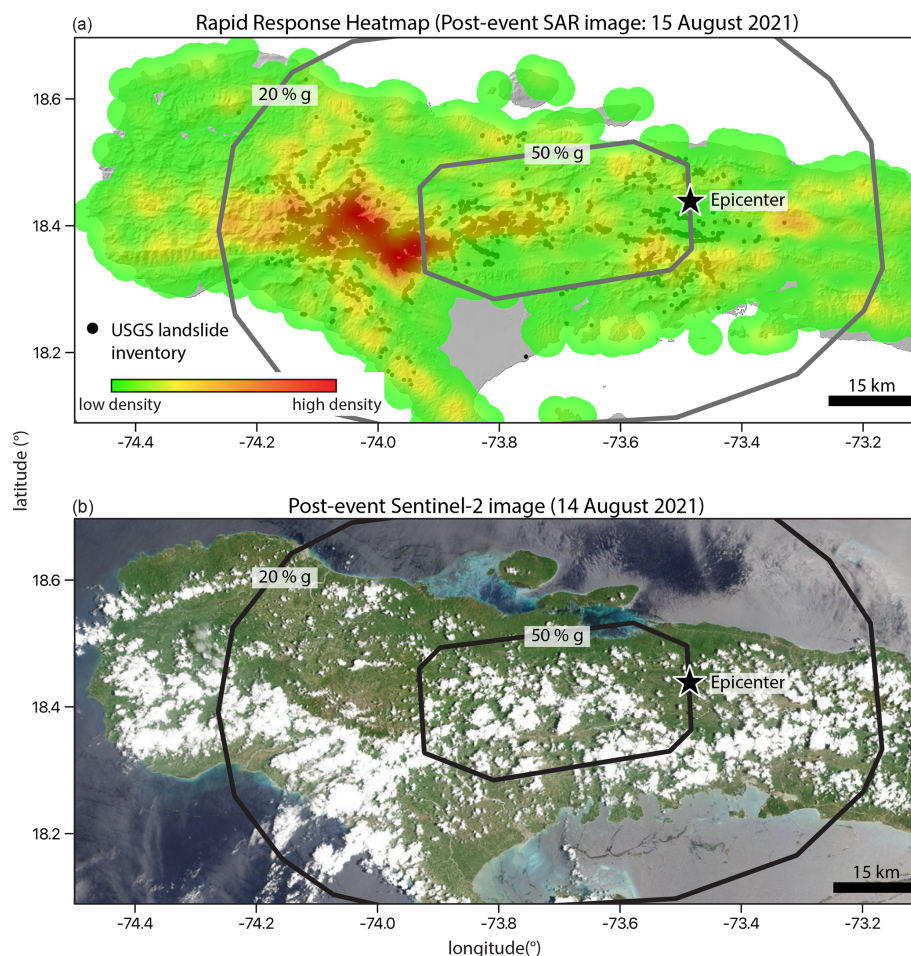 (a) Rapid Response Heatmap (Post-event SAR image: 15 August 2021)
20 % g
50 % g
Epicenter
USGS landslide
inventory
low density high density
15 km
18.6
18.4
18.2
-74.4 -74.2 -74.0 -73.8 -73.6 -73.4 -73.2
latitude (°)
(b) Post-event Sentinel-2 image (14 August 2021)
20 % g
50 % g
Epicenter
15 km
18.6
18.4
18.2
-74.4 -74.2 -74.0 -73.8 -73.6 -73.4 -73.2
longitude(°)